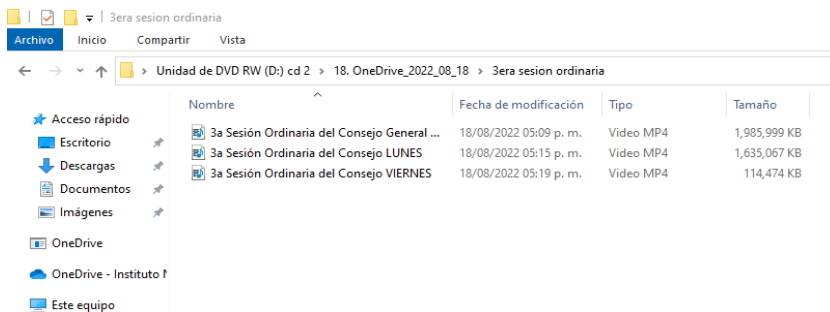 3era sesion ordinaria
Archivo Inicio Compartir Vista
Unidad de DVD RW (D:) cd 2 > 18. OneDrive_2022_08_18 > 3era sesion ordinaria
Nombre Fecha de modificación Tipo Tamaño
Acceso rápido
Escritorio
Descargas
Documentos
Imágenes
OneDrive
OneDrive - Instituto N
Este equipo
3a Sesión Ordinaria del Consejo General ... 18/08/2022 05:09 p. m. Video MP4 1,985,999 KB
3a Sesión Ordinaria del Consejo LUNES 18/08/2022 05:15 p. m. Video MP4 1,635,067 KB
3a Sesión Ordinaria del Consejo VIERNES 18/08/2022 05:19 p. m. Video MP4 114,474 KB